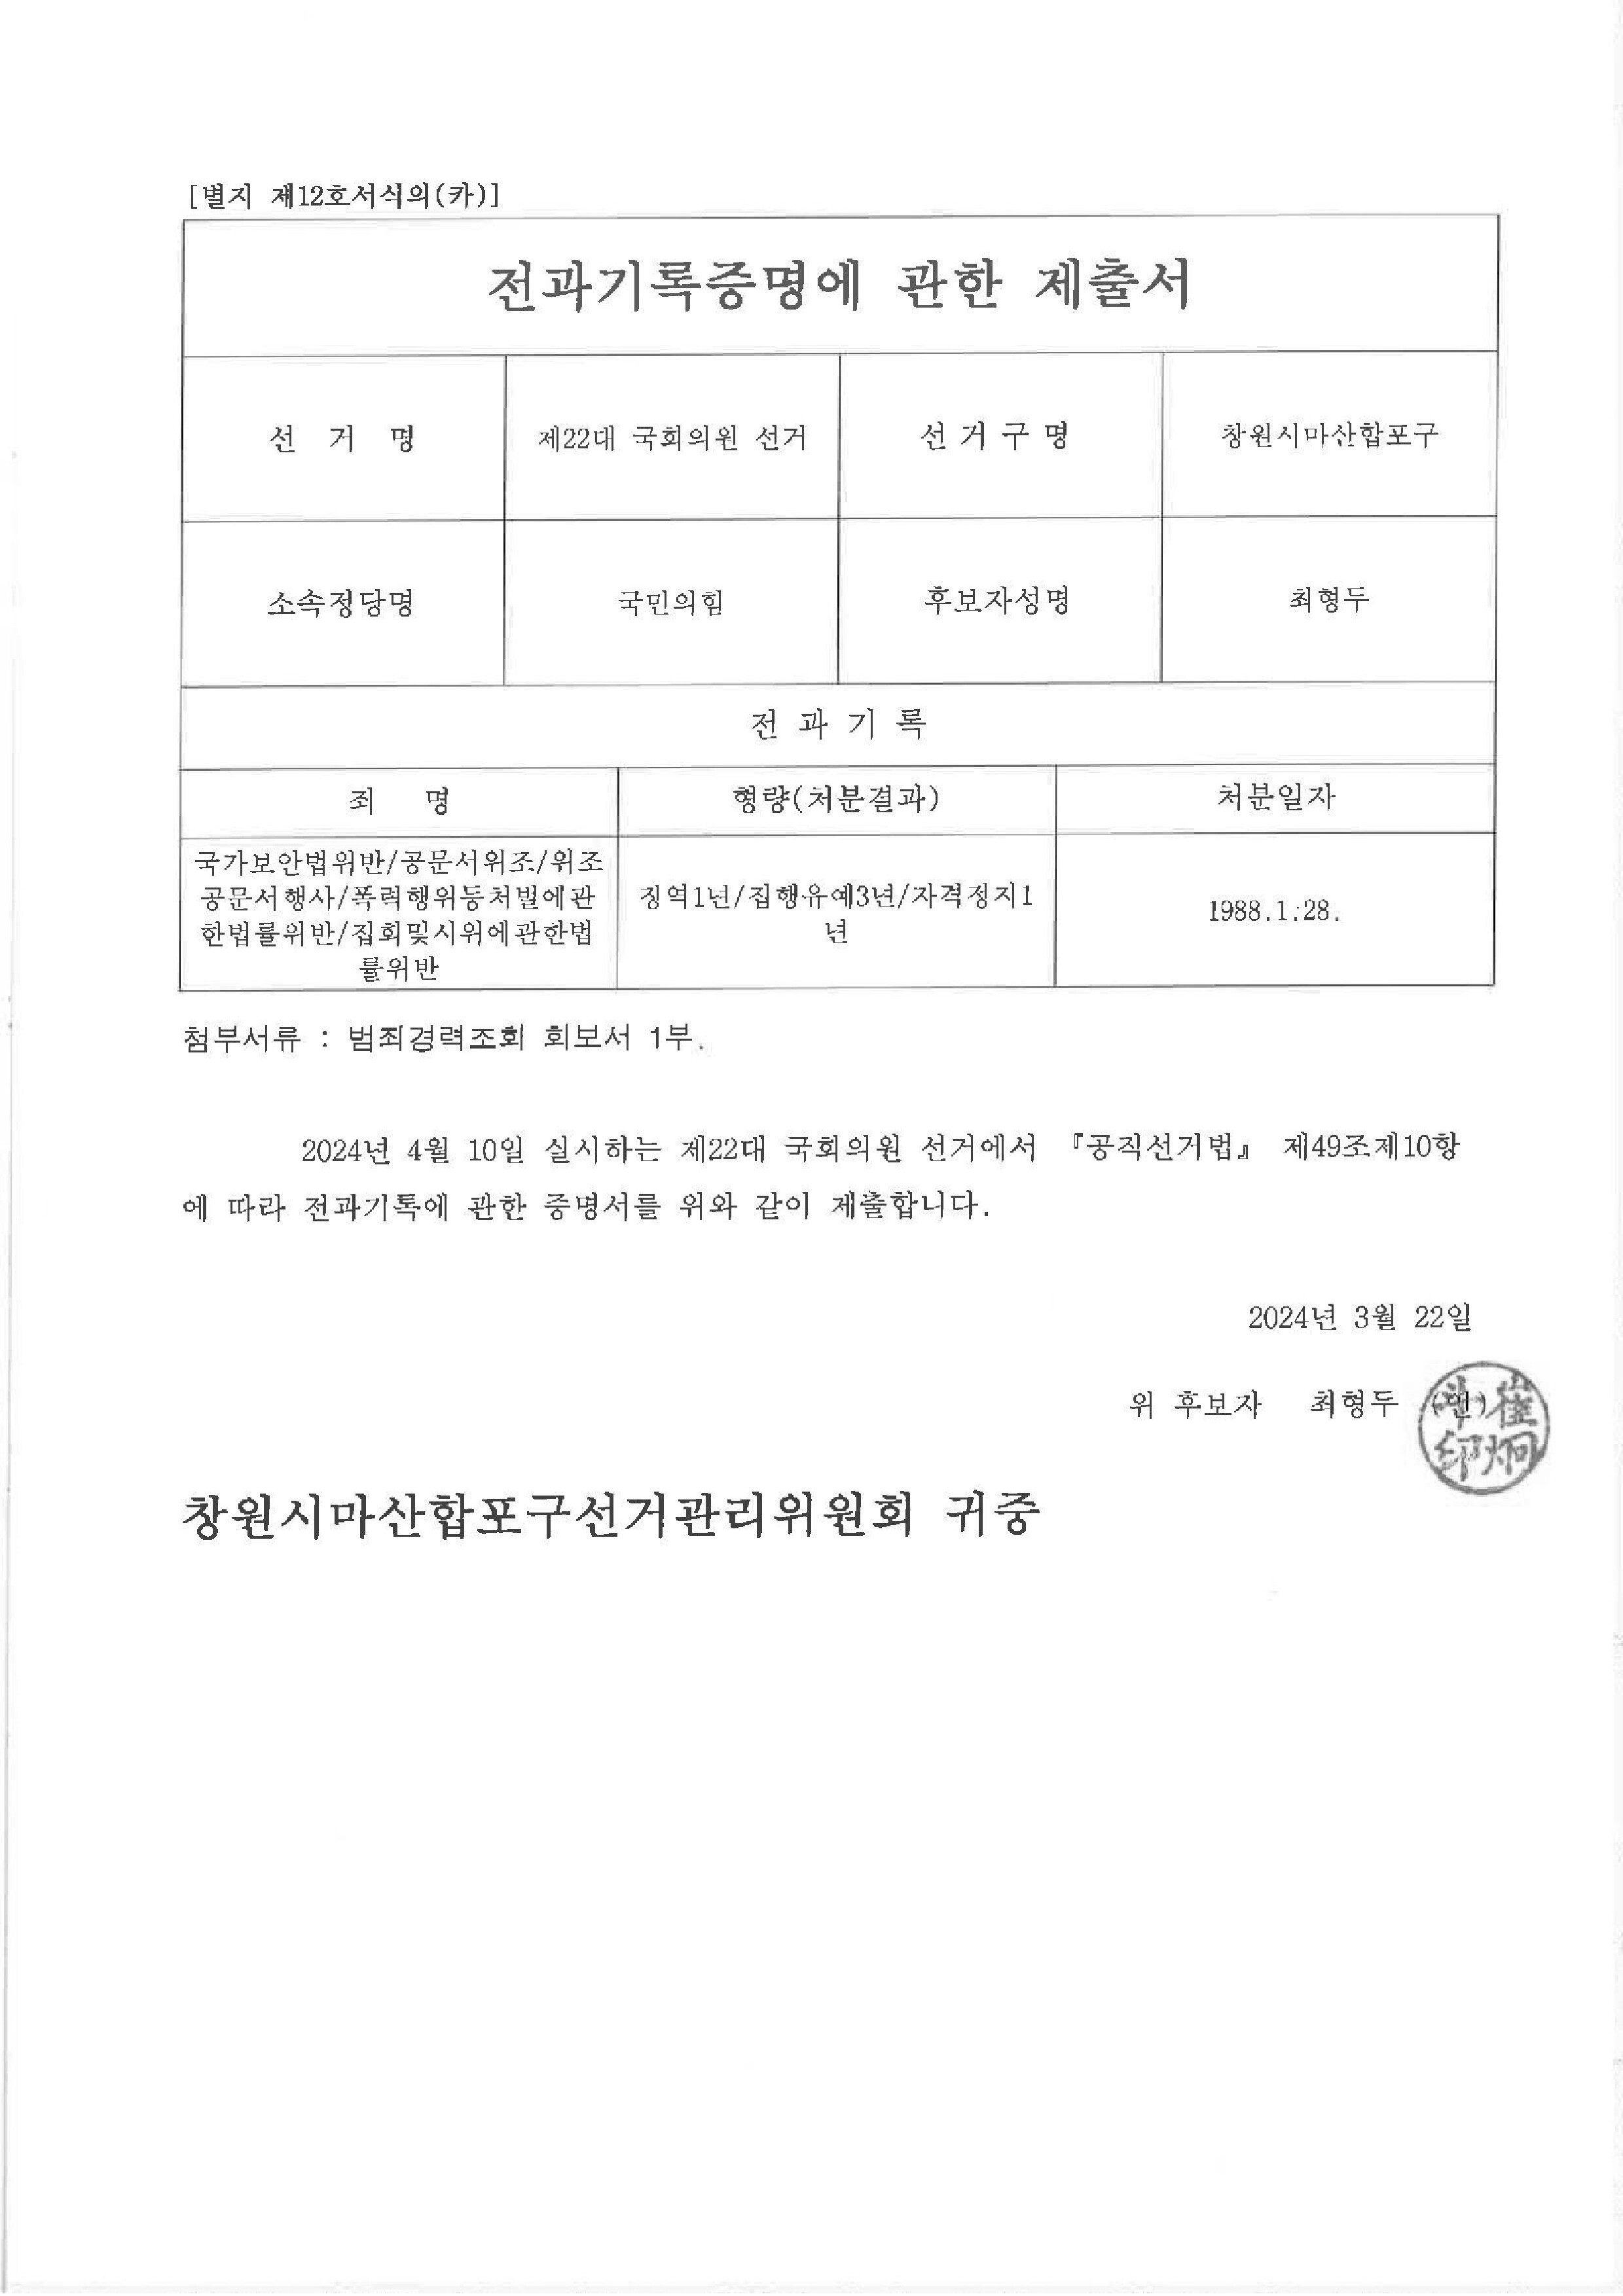 [별지 제12호서식의(카)]
전과기록증명에 관한 제출서
선 거 명 제22대 국회의원 선거 선 거 구 명 창원시마산합포구
소속정당명 국민의힘 후보자성명 최형두
전 과 기 록
죄 명 형량(처분결과) 처분일자
국가보안법위반/공문서위조/위조
공문서행사/폭력행위등처벌에관
한법률위반/집회및시위에관한법
률위반
징역1년/집행유예3년/자격정지1
년
1988.1.28.
첨부서류 : 범죄경력조회 회보서 1부.
2024년 4월 10일 실시하는 제22대 국회의원 선거에서 『공직선거법』 제49조제10항
에 따라 전과기록에 관한 증명서를 위와 같이 제출합니다.
2024년 3월 22일
위 후보자 최형두 (인)
崔炯斗印
창원시마산합포구선거관리위원회 귀중